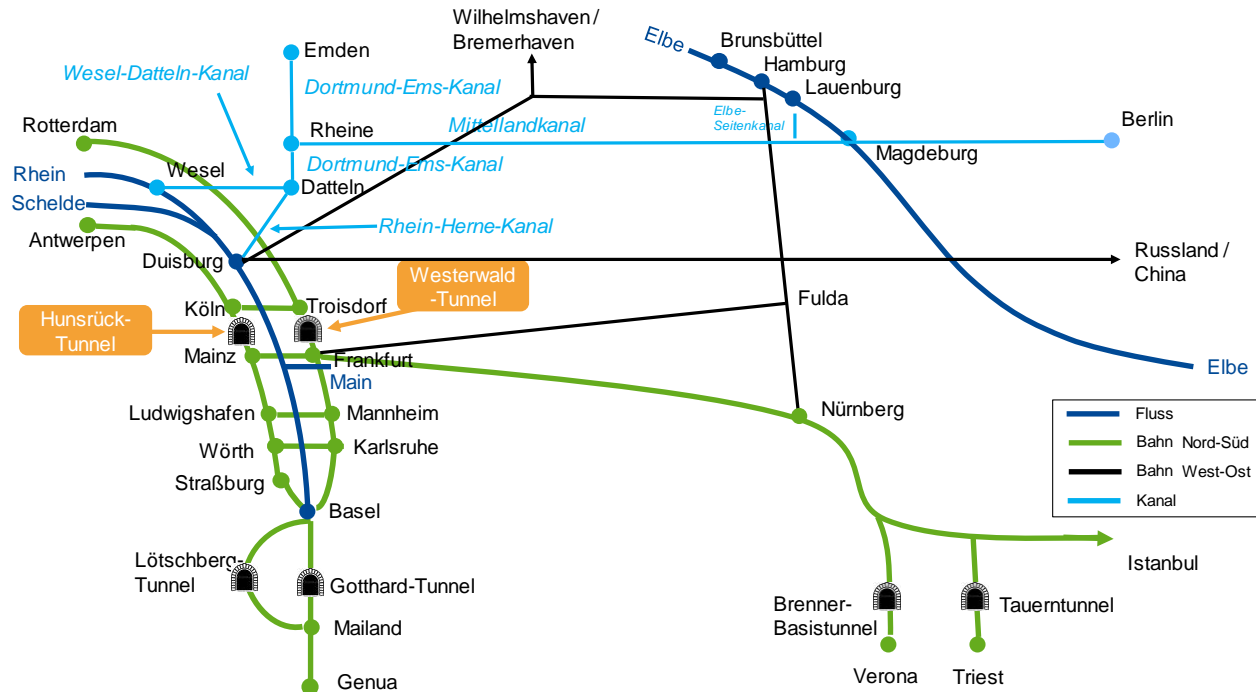 Wilhelmshaven /
Bremerhaven
Elbe
Brunsbüttel
Hamburg
Lauenburg
Emden
Wesel-Datteln-Kanal
Dortmund-Ems-Kanal
Elbe-
Seitenkanal
Rotterdam
Rheine
Mittellandkanal
Berlin
Magdeburg
Wesel
Dortmund-Ems-Kanal
Rhein
Datteln
Schelde
Rhein-Herne-Kanal
Antwerpen
Duisburg
Russland /
China
Westerwald
-Tunnel
Köln
Troisdorf
Fulda
Hunsrück-
Tunnel
Mainz
Frankfurt
Main
Elbe
Ludwigshafen
Mannheim
Nürnberg
Wörth
Karlsruhe
Straßburg
Basel
Fluss
Bahn Nord-Süd
Bahn West-Ost
Kanal
Lötschberg-
Tunnel
Gotthard-Tunnel
Istanbul
Brenner-
Basistunnel
Tauerntunnel
Mailand
Verona
Triest
Genua